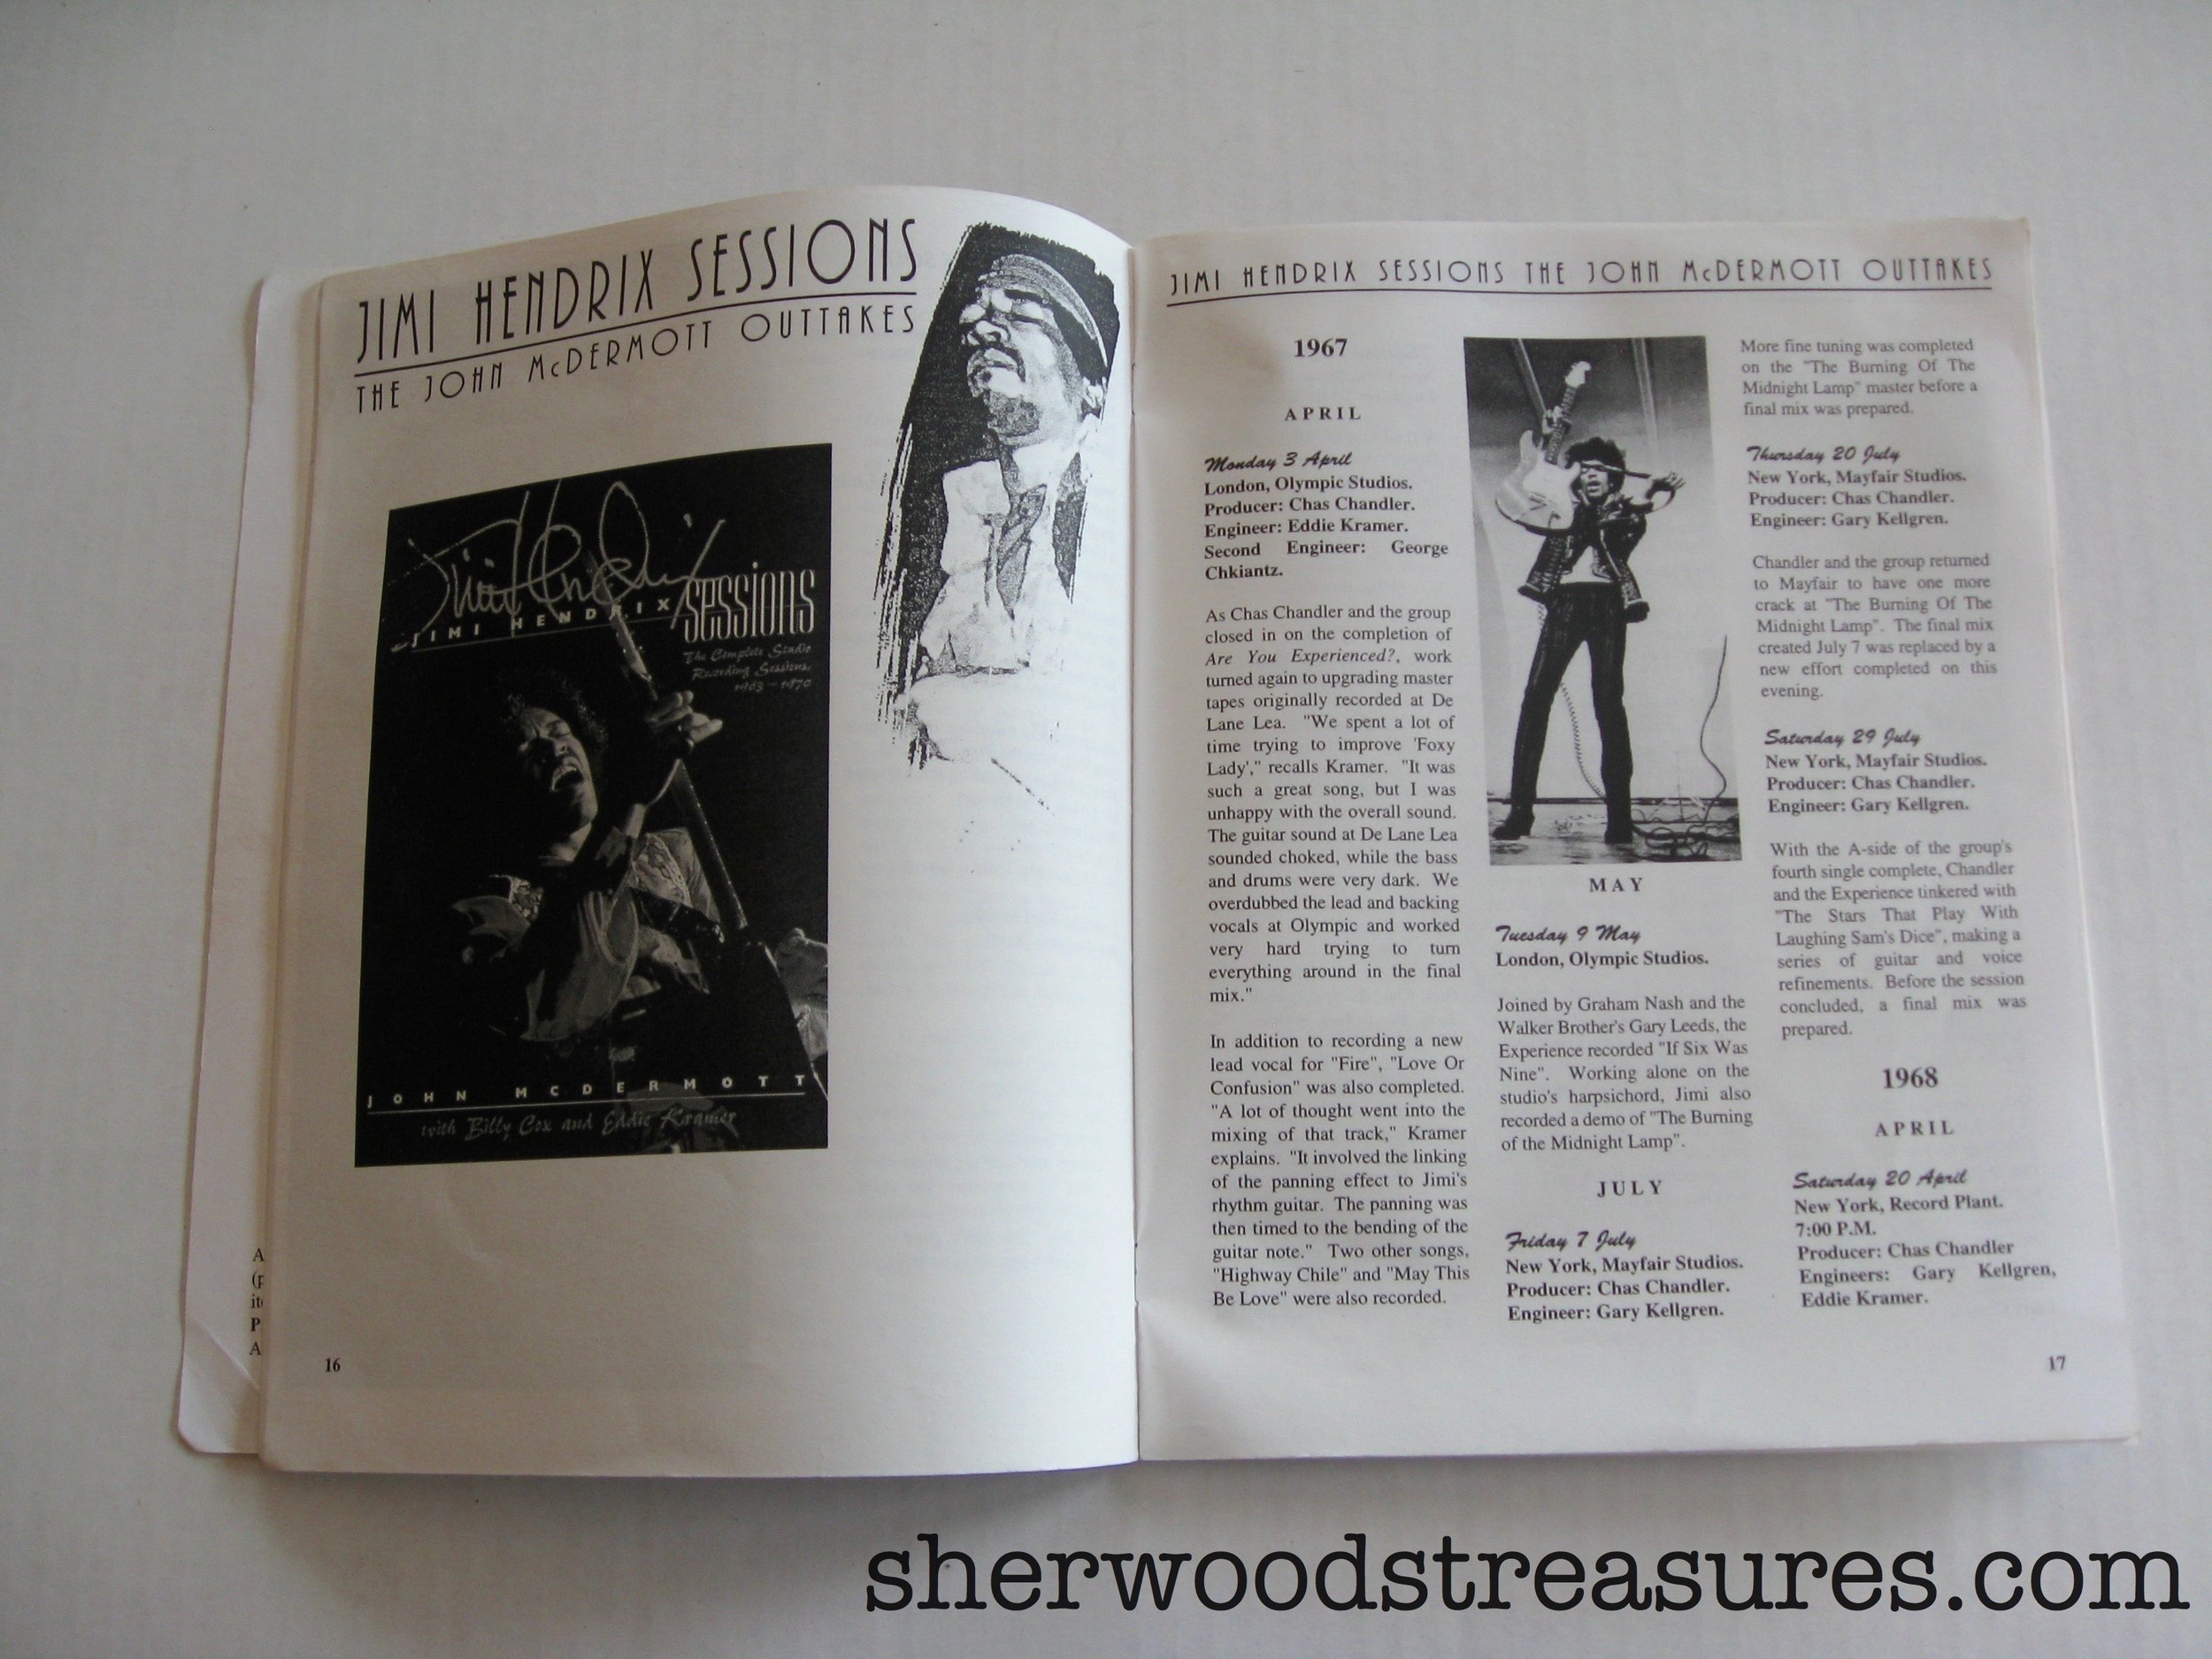 JIMI HENDRIX SESSIONS
THE JOHN McDERMOTT OUTTAKES
JIMI HENDRIX
sessions
The Complete Studio
Recording Sessions,
1963 – 1970
JOHN MCDERMOTT
with Billy Cox and Eddie Kramer
A
P
A
16
JIMI HENDRIX SESSIONS THE JOHN McDERMOTT OUTTAKES
1967
APRIL
Monday 3 April
London, Olympic Studios.
Producer: Chas Chandler.
Engineer: Eddie Kramer.
Second Engineer: George
Chkiantz.
As Chas Chandler and the group
closed in on the completion of
Are You Experienced?, work
turned again to upgrading master
tapes originally recorded at De
Lane Lea. "We spent a lot of
time trying to improve 'Foxy
Lady'," recalls Kramer. "It was
such a great song, but I was
unhappy with the overall sound.
The guitar sound at De Lane Lea
sounded choked, while the bass
and drums were very dark. We
overdubbed the lead and backing
vocals at Olympic and worked
very hard trying to turn
everything around in the final
mix."
In addition to recording a new
lead vocal for "Fire", "Love Or
Confusion" was also completed.
"A lot of thought went into the
mixing of that track," Kramer
explains. "It involved the linking
of the panning effect to Jimi's
rhythm guitar. The panning was
then timed to the bending of the
guitar note." Two other songs,
"Highway Chile" and "May This
Be Love" were also recorded.
MAY
Tuesday 9 May
London, Olympic Studios.
Joined by Graham Nash and the
Walker Brother's Gary Leeds, the
Experience recorded "If Six Was
Nine". Working alone on the
studio's harpsichord, Jimi also
recorded a demo of "The Burning
of the Midnight Lamp".
JULY
Friday 7 July
New York, Mayfair Studios.
Producer: Chas Chandler.
Engineer: Gary Kellgren.
More fine tuning was completed
on the "The Burning Of The
Midnight Lamp" master before a
final mix was prepared.
Thursday 20 July
New York, Mayfair Studios.
Producer: Chas Chandler.
Engineer: Gary Kellgren.
Chandler and the group returned
to Mayfair to have one more
crack at "The Burning Of The
Midnight Lamp". The final mix
created July 7 was replaced by a
new effort completed on this
evening.
Saturday 29 July
New York, Mayfair Studios.
Producer: Chas Chandler.
Engineer: Gary Kellgren.
With the A-side of the group's
fourth single complete, Chandler
and the Experience tinkered with
"The Stars That Play With
Laughing Sam's Dice", making a
series of guitar and voice
refinements. Before the session
concluded, a final mix was
prepared.
1968
APRIL
Saturday 20 April
New York, Record Plant.
7:00 P.M.
Producer: Chas Chandler
Engineers: Gary Kellgren,
Eddie Kramer.
17
sherwoodstreasures.com